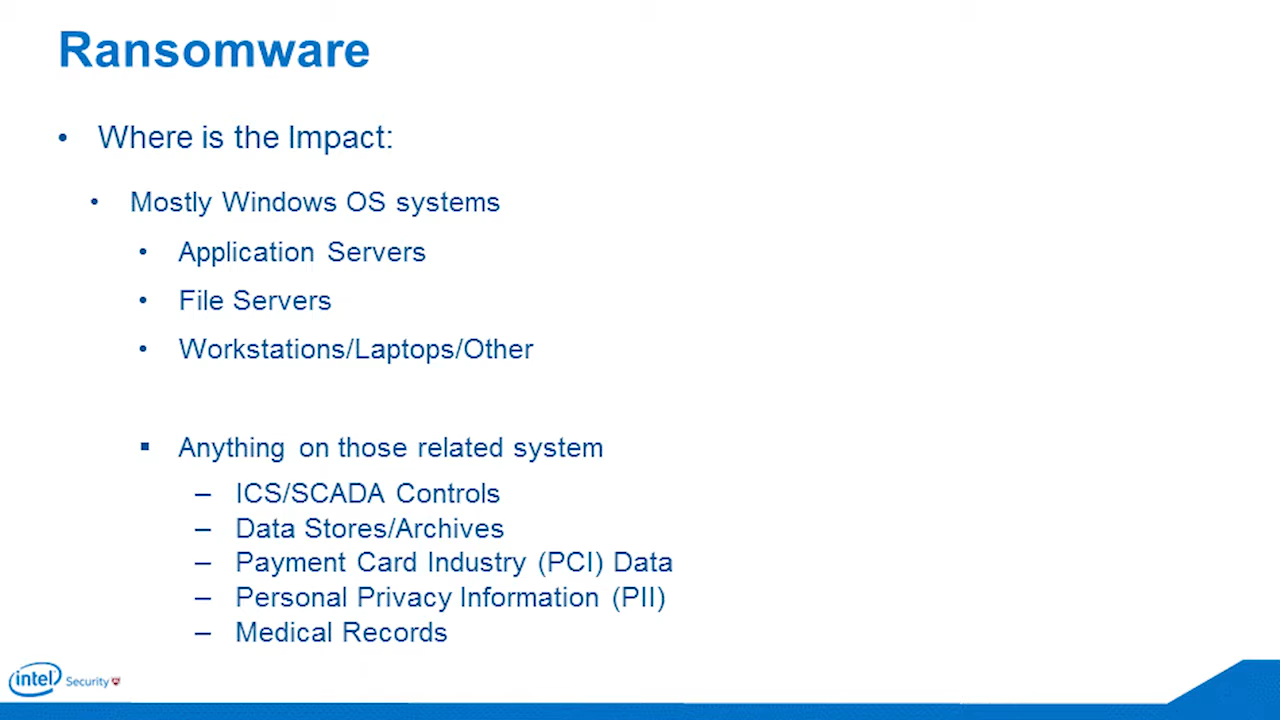 Ransomware
• Where is the Impact:
• Mostly Windows OS systems
• Application Servers
• File Servers
• Workstations/Laptops/Other
▪ Anything on those related system
– ICS/SCADA Controls
– Data Stores/Archives
– Payment Card Industry (PCI) Data
– Personal Privacy Information (PII)
– Medical Records
intel Security